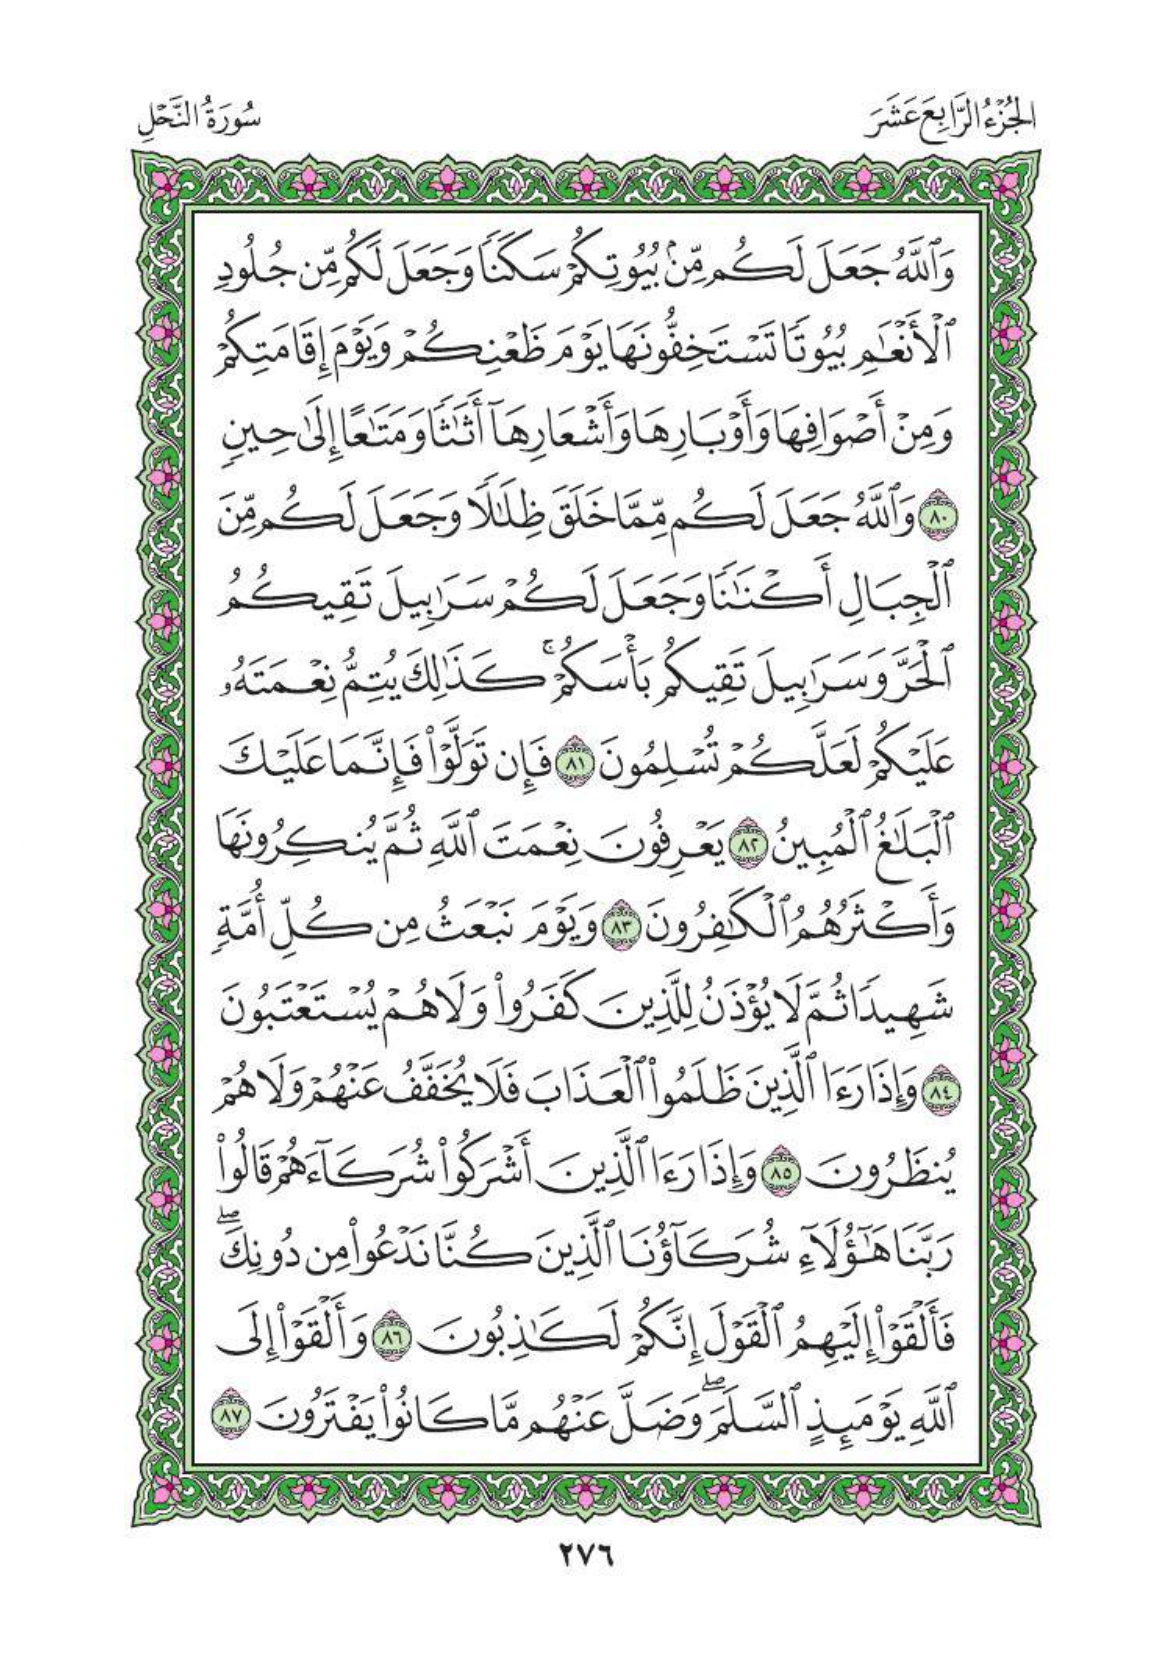 الجُزْءُ الرَّابِعَ عَشَرَ
سُورَةُ النَّحْلِ
وَٱللَّهُ جَعَلَ لَكُم مِّنۢ بُيُوتِكُمْ سَكَنًا وَجَعَلَ لَكُم مِّن جُلُودِ
ٱلْأَنْعَٰمِ بُيُوتًا تَسْتَخِفُّونَهَا يَوْمَ ظَعْنِكُمْ وَيَوْمَ إِقَامَتِكُمْ
وَمِنْ أَصْوَافِهَا وَأَوْبَارِهَا وَأَشْعَارِهَآ أَثَٰثًا وَمَتَٰعًا إِلَىٰ حِينٍ
٨٠ وَٱللَّهُ جَعَلَ لَكُم مِّمَّا خَلَقَ ظِلَٰلًا وَجَعَلَ لَكُم مِّنَ
ٱلْجِبَالِ أَكْنَٰنًا وَجَعَلَ لَكُمْ سَرَٰبِيلَ تَقِيكُمُ
ٱلْحَرَّ وَسَرَٰبِيلَ تَقِيكُم بَأْسَكُمْ ۚ كَذَٰلِكَ يُتِمُّ نِعْمَتَهُۥ
عَلَيْكُمْ لَعَلَّكُمْ تُسْلِمُونَ ٨١ فَإِن تَوَلَّوْا۟ فَإِنَّمَا عَلَيْكَ
ٱلْبَلَٰغُ ٱلْمُبِينُ ٨٢ يَعْرِفُونَ نِعْمَتَ ٱللَّهِ ثُمَّ يُنكِرُونَهَا
وَأَكْثَرُهُمُ ٱلْكَٰفِرُونَ ٨٣ وَيَوْمَ نَبْعَثُ مِن كُلِّ أُمَّةٍ
شَهِيدًا ثُمَّ لَا يُؤْذَنُ لِلَّذِينَ كَفَرُوا۟ وَلَا هُمْ يُسْتَعْتَبُونَ
٨٤ وَإِذَا رَءَا ٱلَّذِينَ ظَلَمُوا۟ ٱلْعَذَابَ فَلَا يُخَفَّفُ عَنْهُمْ وَلَا هُمْ
يُنظَرُونَ ٨٥ وَإِذَا رَءَا ٱلَّذِينَ أَشْرَكُوا۟ شُرَكَآءَهُمْ قَالُوا۟
رَبَّنَا هَٰٓؤُلَآءِ شُرَكَآؤُنَا ٱلَّذِينَ كُنَّا نَدْعُوا۟ مِن دُونِكَ ۖ
فَأَلْقَوْا۟ إِلَيْهِمُ ٱلْقَوْلَ إِنَّكُمْ لَكَٰذِبُونَ ٨٦ وَأَلْقَوْا۟ إِلَى
ٱللَّهِ يَوْمَئِذٍ ٱلسَّلَمَ ۖ وَضَلَّ عَنْهُم مَّا كَانُوا۟ يَفْتَرُونَ ٨٧
٢٧٦